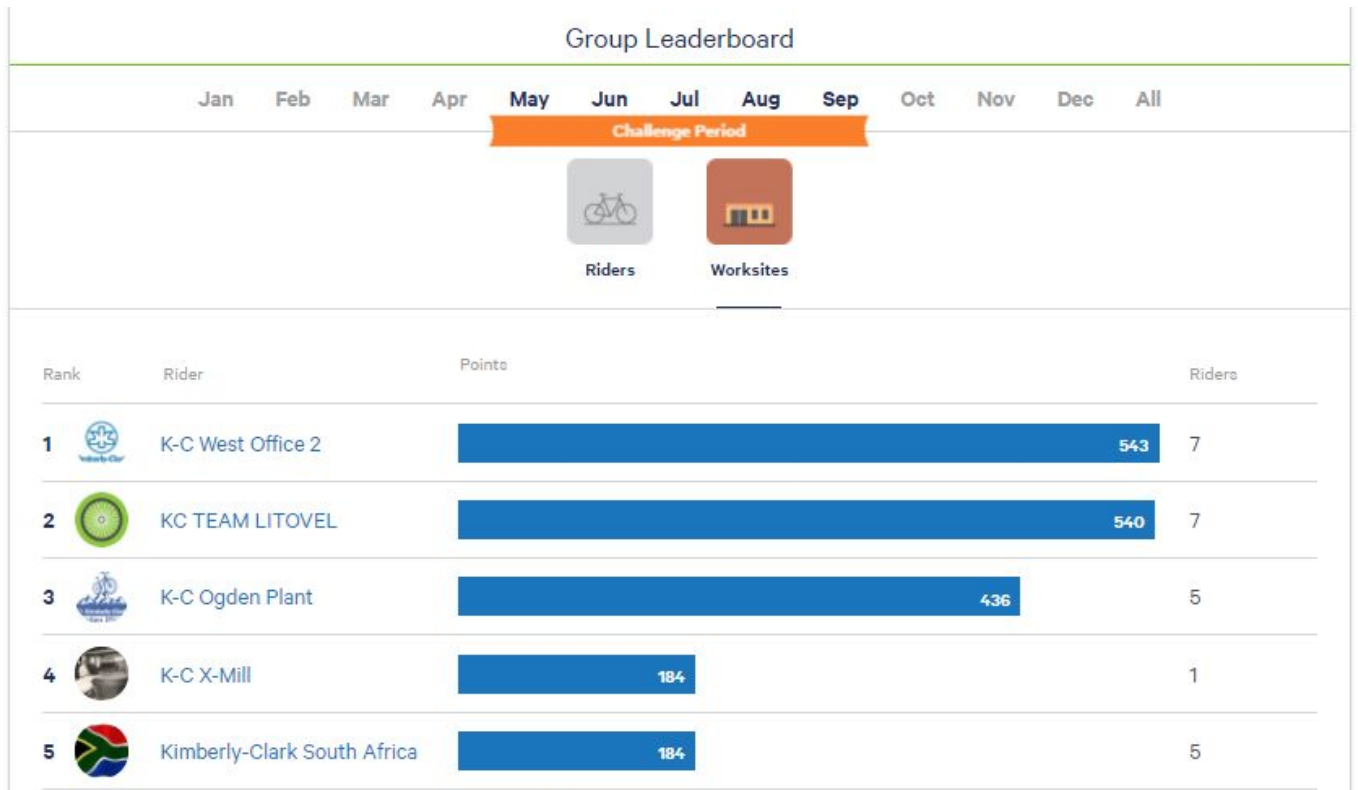 Group Leaderboard
Jan Feb Mar Apr May Jun Jul Aug Sep Oct Nov Dec All
Challenge Period
Riders Worksites
Rank Rider Points Riders
1 K-C West Office 2 543 7
2 KC TEAM LITOVEL 540 7
3 K-C Ogden Plant 436 5
4 K-C X-Mill 184 1
5 Kimberly-Clark South Africa 184 5